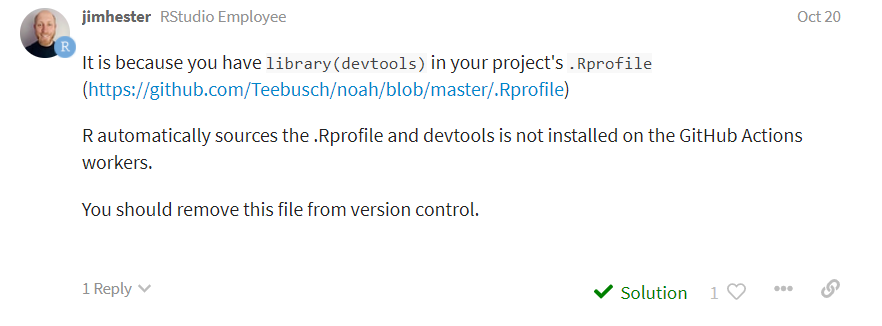 jimhester RStudio Employee Oct 20
It is because you have library(devtools) in your project's .Rprofile
(https://github.com/Teebusch/noah/blob/master/.Rprofile)
R automatically sources the .Rprofile and devtools is not installed on the GitHub Actions
workers.
You should remove this file from version control.
1 Reply Solution 1
R